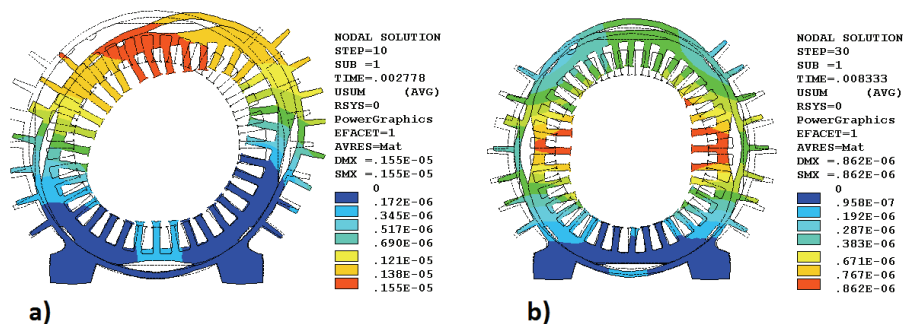 NODAL SOLUTION
STEP=10
SUB =1
TIME=.002778
USUM (AVG)
RSYS=0
PowerGraphics
EFACET=1
AVRES=Mat
DMX =.155E-05
SMX =.155E-05
0
.172E-06
.345E-06
.517E-06
.690E-06
.121E-05
.138E-05
.155E-05
a)
NODAL SOLUTION
STEP=30
SUB =1
TIME=.008333
USUM (AVG)
RSYS=0
PowerGraphics
EFACET=1
AVRES=Mat
DMX =.862E-06
SMX =.862E-06
0
.958E-07
.192E-06
.287E-06
.383E-06
.671E-06
.767E-06
.862E-06
b)